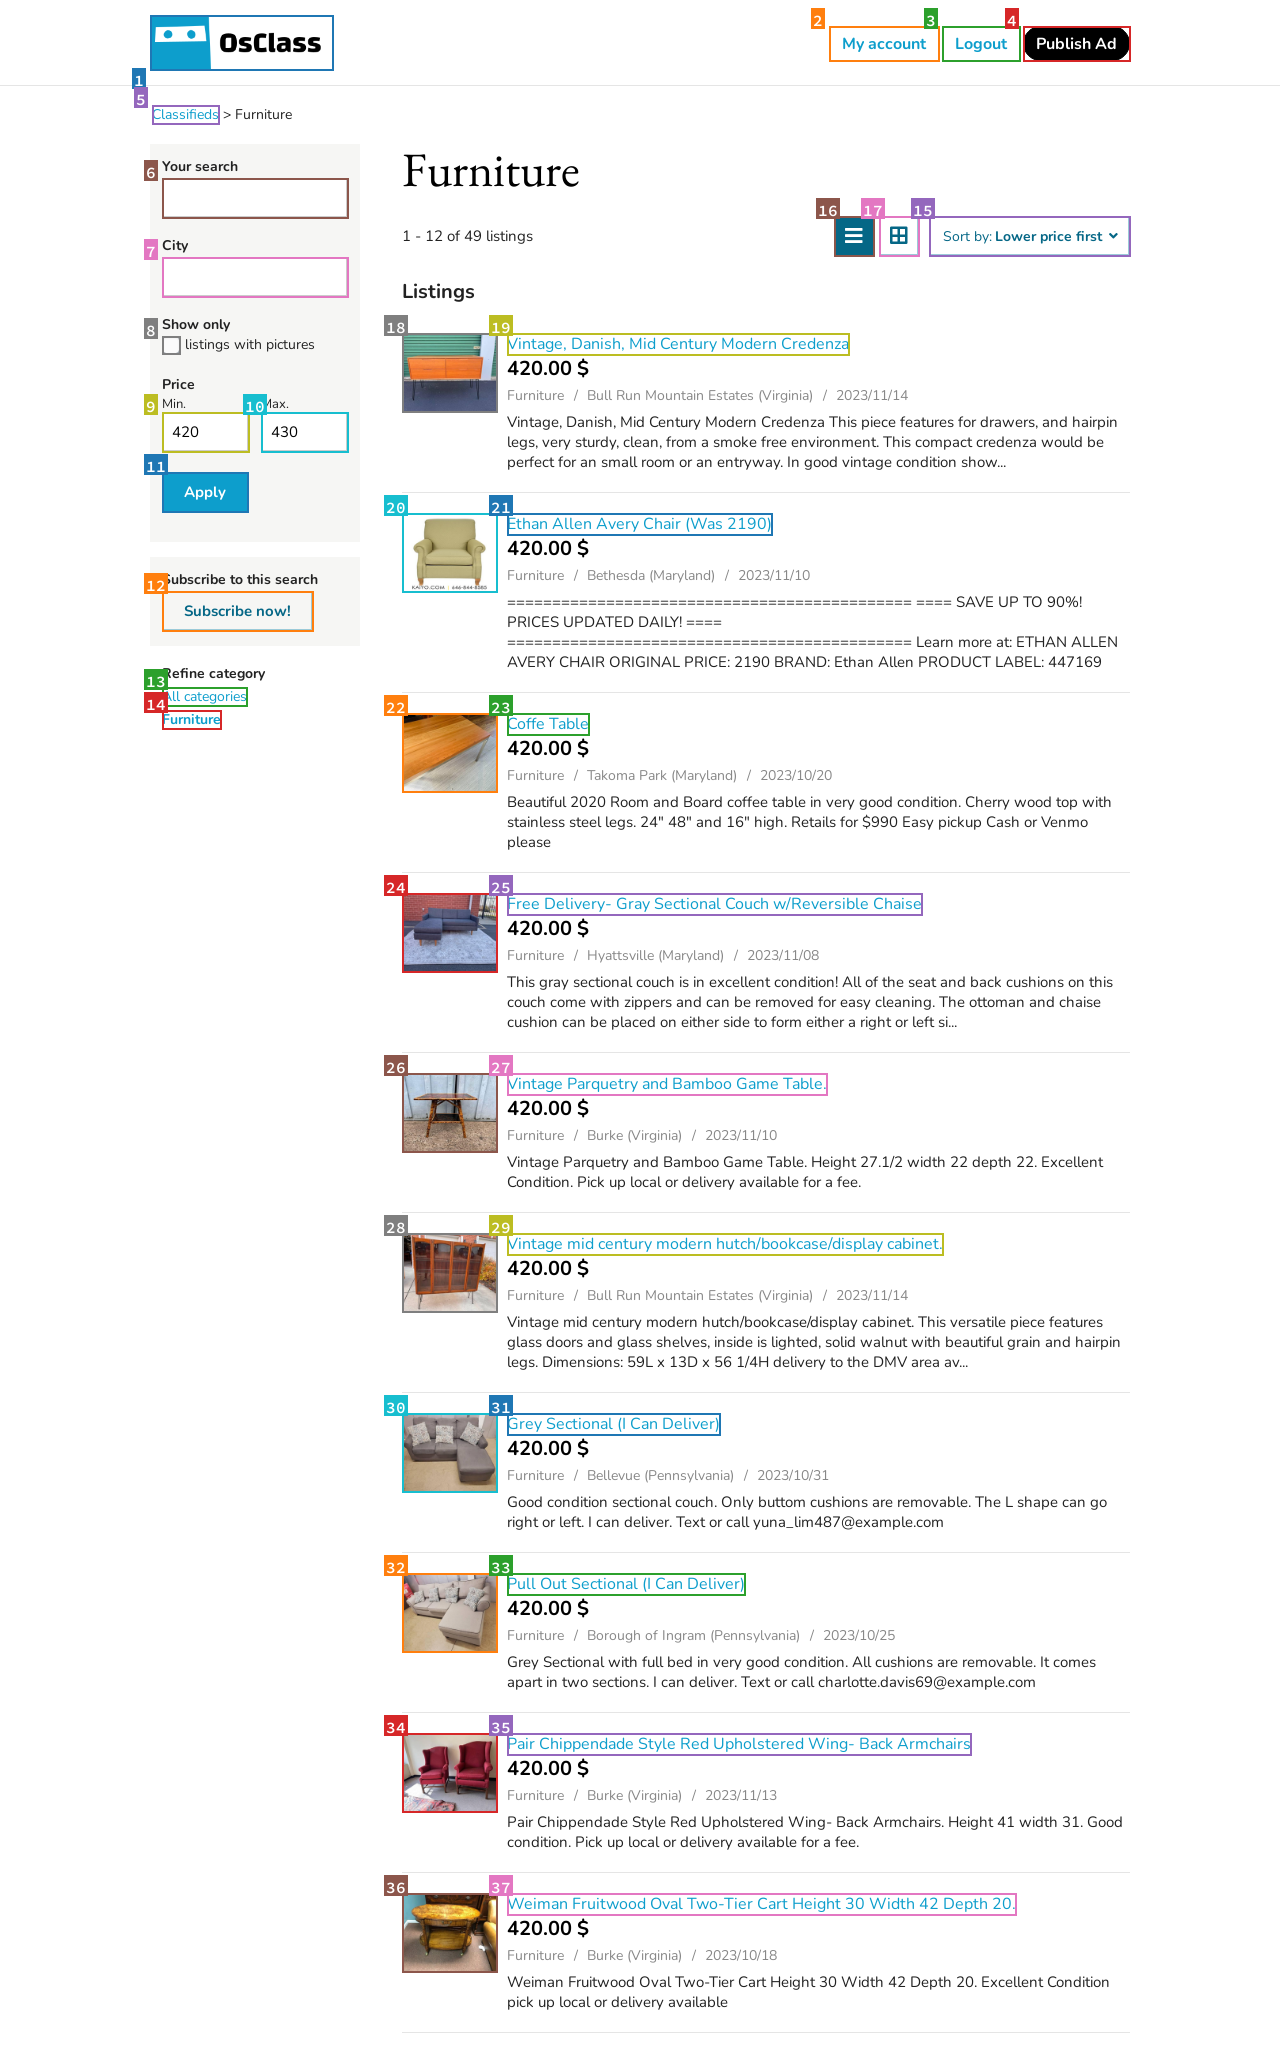 OsClass
2
My account
3
Logout
4
Publish Ad
1
5
Classifieds > Furniture
6
Your search
7
City
8
Show only
listings with pictures
Price
9
Min.
10
Max.
420
430
11
Apply
12
Subscribe to this search
Subscribe now!
Refine category
13
All categories
14
Furniture
Furniture
1 - 12 of 49 listings
16
17
15
Sort by: Lower price first
Listings
18
19
Vintage, Danish, Mid Century Modern Credenza
420.00 $
Furniture / Bull Run Mountain Estates (Virginia) / 2023/11/14
Vintage, Danish, Mid Century Modern Credenza This piece features for drawers, and hairpin
legs, very sturdy, clean, from a smoke free environment. This compact credenza would be
perfect for an small room or an entryway. In good vintage condition show...
20
KAIYO.COM | 646-844-8585
21
Ethan Allen Avery Chair (Was 2190)
420.00 $
Furniture / Bethesda (Maryland) / 2023/11/10
============================================= ==== SAVE UP TO 90%!
PRICES UPDATED DAILY! ====
============================================= Learn more at: ETHAN ALLEN
AVERY CHAIR ORIGINAL PRICE: 2190 BRAND: Ethan Allen PRODUCT LABEL: 447169
22
23
Coffe Table
420.00 $
Furniture / Takoma Park (Maryland) / 2023/10/20
Beautiful 2020 Room and Board coffee table in very good condition. Cherry wood top with
stainless steel legs. 24" 48" and 16" high. Retails for $990 Easy pickup Cash or Venmo
please
24
25
Free Delivery- Gray Sectional Couch w/Reversible Chaise
420.00 $
Furniture / Hyattsville (Maryland) / 2023/11/08
This gray sectional couch is in excellent condition! All of the seat and back cushions on this
couch come with zippers and can be removed for easy cleaning. The ottoman and chaise
cushion can be placed on either side to form either a right or left si...
26
27
Vintage Parquetry and Bamboo Game Table.
420.00 $
Furniture / Burke (Virginia) / 2023/11/10
Vintage Parquetry and Bamboo Game Table. Height 27.1/2 width 22 depth 22. Excellent
Condition. Pick up local or delivery available for a fee.
28
29
Vintage mid century modern hutch/bookcase/display cabinet.
420.00 $
Furniture / Bull Run Mountain Estates (Virginia) / 2023/11/14
Vintage mid century modern hutch/bookcase/display cabinet. This versatile piece features
glass doors and glass shelves, inside is lighted, solid walnut with beautiful grain and hairpin
legs. Dimensions: 59L x 13D x 56 1/4H delivery to the DMV area av...
30
31
Grey Sectional (I Can Deliver)
420.00 $
Furniture / Bellevue (Pennsylvania) / 2023/10/31
Good condition sectional couch. Only buttom cushions are removable. The L shape can go
right or left. I can deliver. Text or call yuna_lim487@example.com
32
33
Pull Out Sectional (I Can Deliver)
420.00 $
Furniture / Borough of Ingram (Pennsylvania) / 2023/10/25
Grey Sectional with full bed in very good condition. All cushions are removable. It comes
apart in two sections. I can deliver. Text or call charlotte.davis69@example.com
34
35
Pair Chippendade Style Red Upholstered Wing- Back Armchairs
420.00 $
Furniture / Burke (Virginia) / 2023/11/13
Pair Chippendade Style Red Upholstered Wing- Back Armchairs. Height 41 width 31. Good
condition. Pick up local or delivery available for a fee.
36
37
Weiman Fruitwood Oval Two-Tier Cart Height 30 Width 42 Depth 20.
420.00 $
Furniture / Burke (Virginia) / 2023/10/18
Weiman Fruitwood Oval Two-Tier Cart Height 30 Width 42 Depth 20. Excellent Condition
pick up local or delivery available